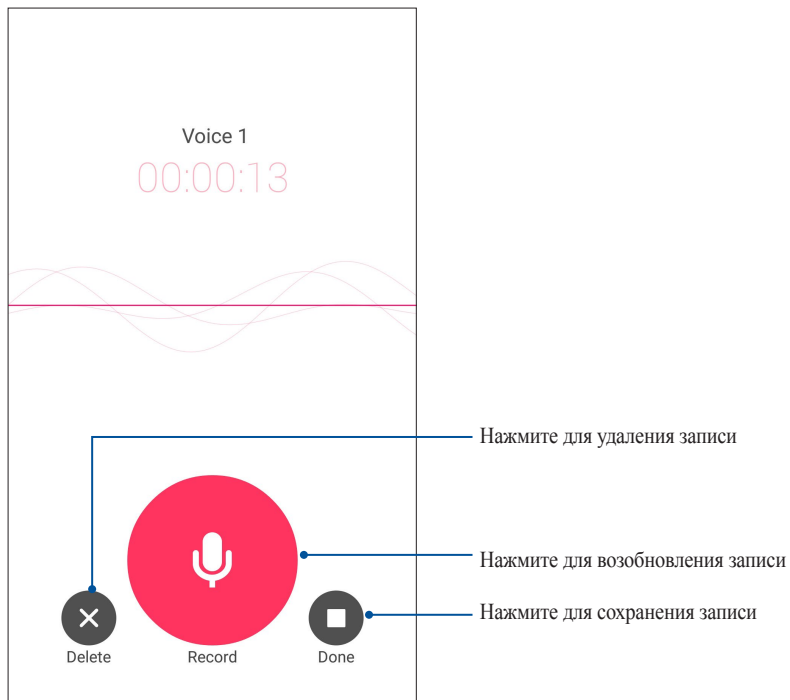 Voice 1
00:00:13
Нажмите для удаления записи
Нажмите для возобновления записи
Нажмите для сохранения записи
Delete
Record
Done